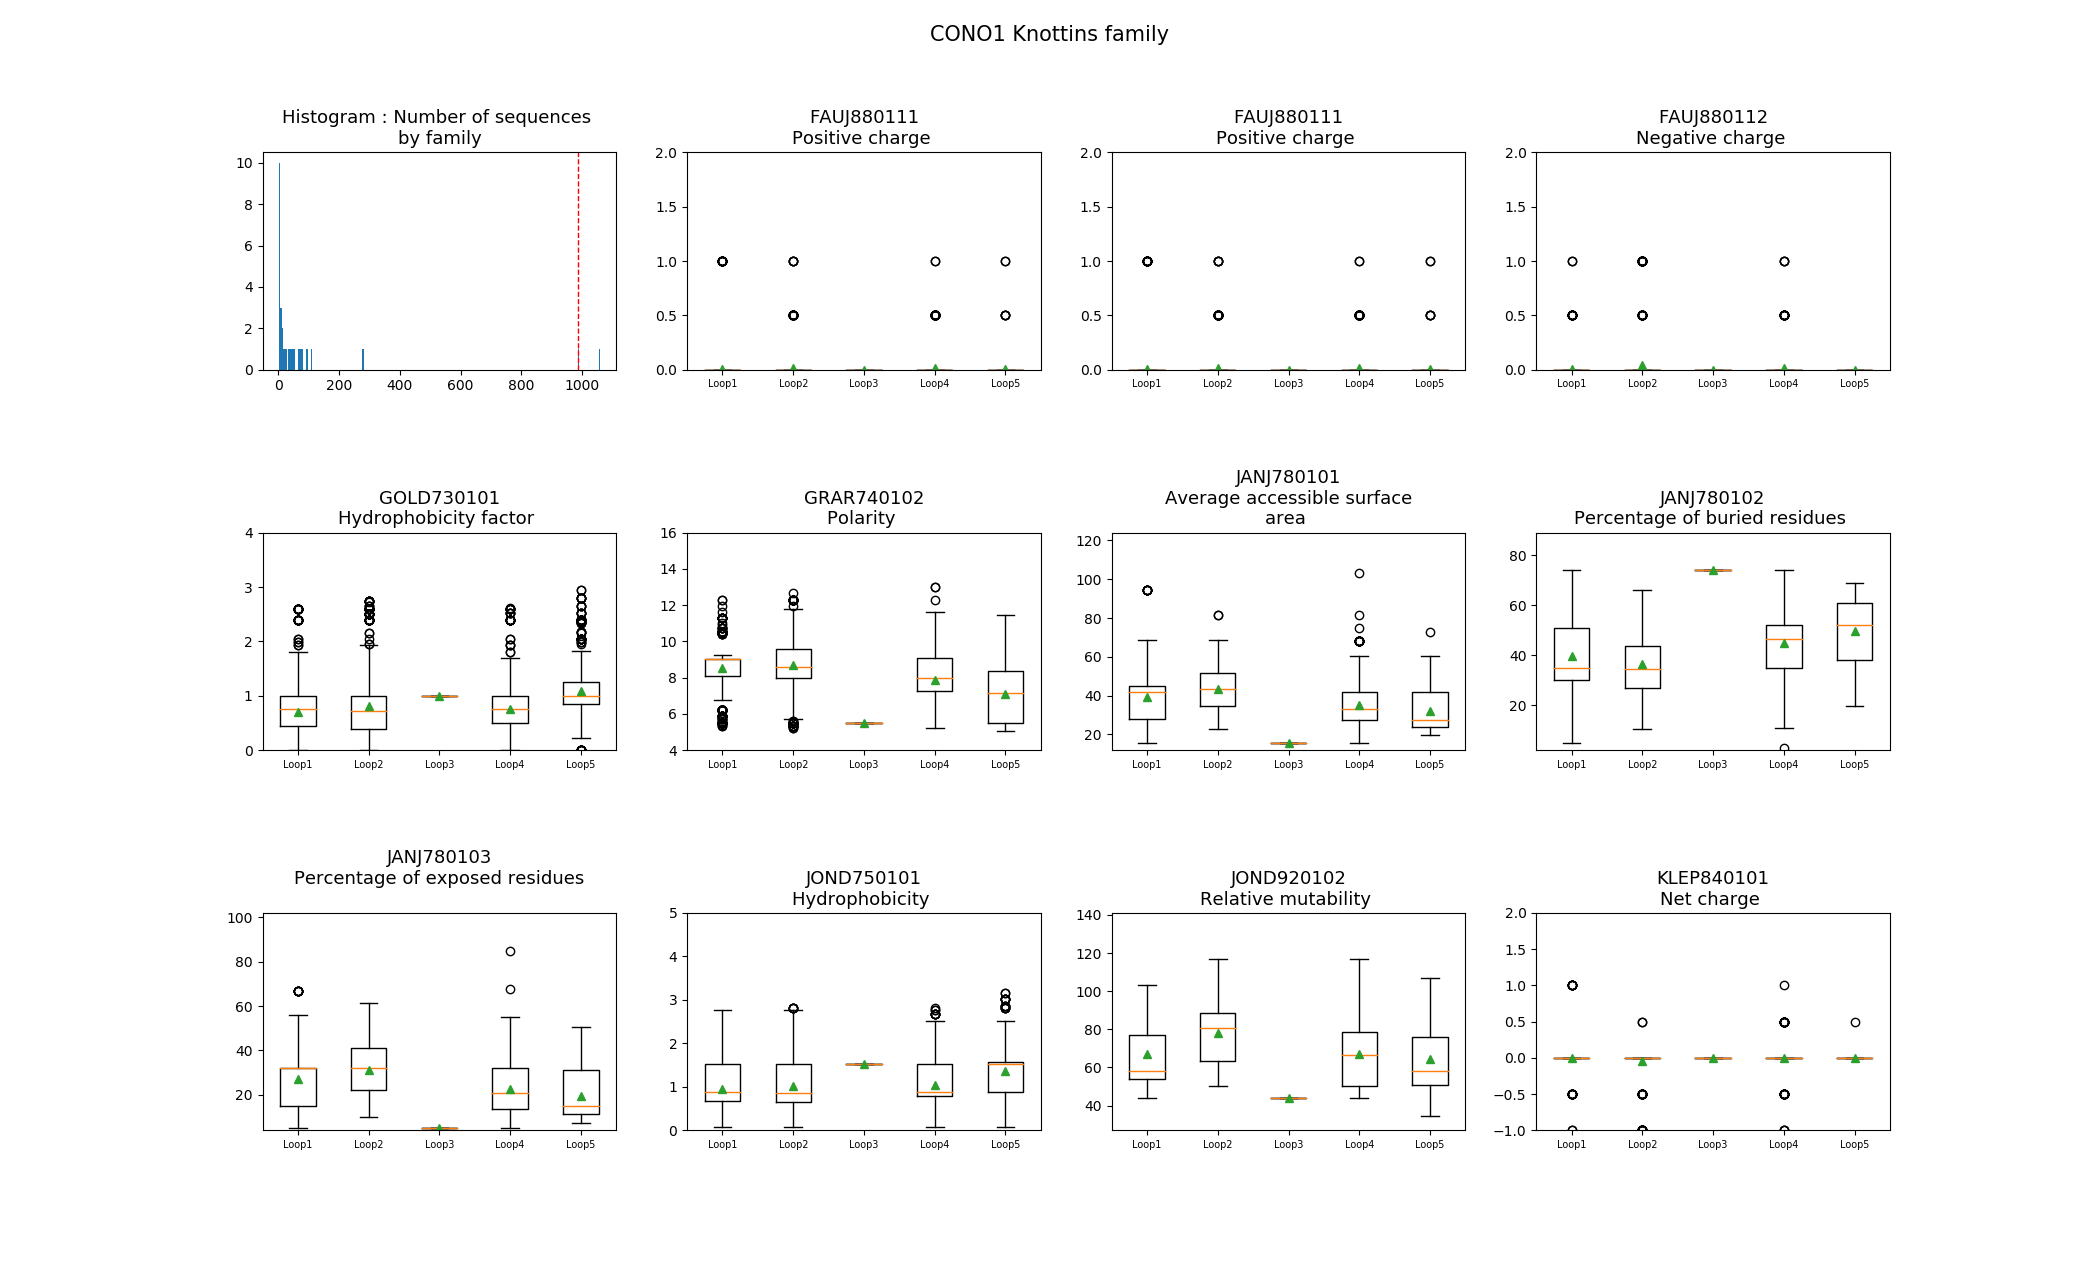 CONO1 Knottins family
Histogram : Number of sequences
by family
10
8
6
4
2
0
0 200 400 600 800 1000
FAUJ880111
Positive charge
2.0
1.5
1.0
0.5
0.0
Loop1 Loop2 Loop3 Loop4 Loop5
FAUJ880111
Positive charge
2.0
1.5
1.0
0.5
0.0
Loop1 Loop2 Loop3 Loop4 Loop5
FAUJ880112
Negative charge
2.0
1.5
1.0
0.5
0.0
Loop1 Loop2 Loop3 Loop4 Loop5
GOLD730101
Hydrophobicity factor
4
3
2
1
0
Loop1 Loop2 Loop3 Loop4 Loop5
GRAR740102
Polarity
16
14
12
10
8
6
4
Loop1 Loop2 Loop3 Loop4 Loop5
JANJ780101
Average accessible surface
area
120
100
80
60
40
20
Loop1 Loop2 Loop3 Loop4 Loop5
JANJ780102
Percentage of buried residues
80
60
40
20
Loop1 Loop2 Loop3 Loop4 Loop5
JANJ780103
Percentage of exposed residues
100
80
60
40
20
Loop1 Loop2 Loop3 Loop4 Loop5
JOND750101
Hydrophobicity
5
4
3
2
1
0
Loop1 Loop2 Loop3 Loop4 Loop5
JOND920102
Relative mutability
140
120
100
80
60
40
Loop1 Loop2 Loop3 Loop4 Loop5
KLEP840101
Net charge
2.0
1.5
1.0
0.5
0.0
−0.5
−1.0
Loop1 Loop2 Loop3 Loop4 Loop5